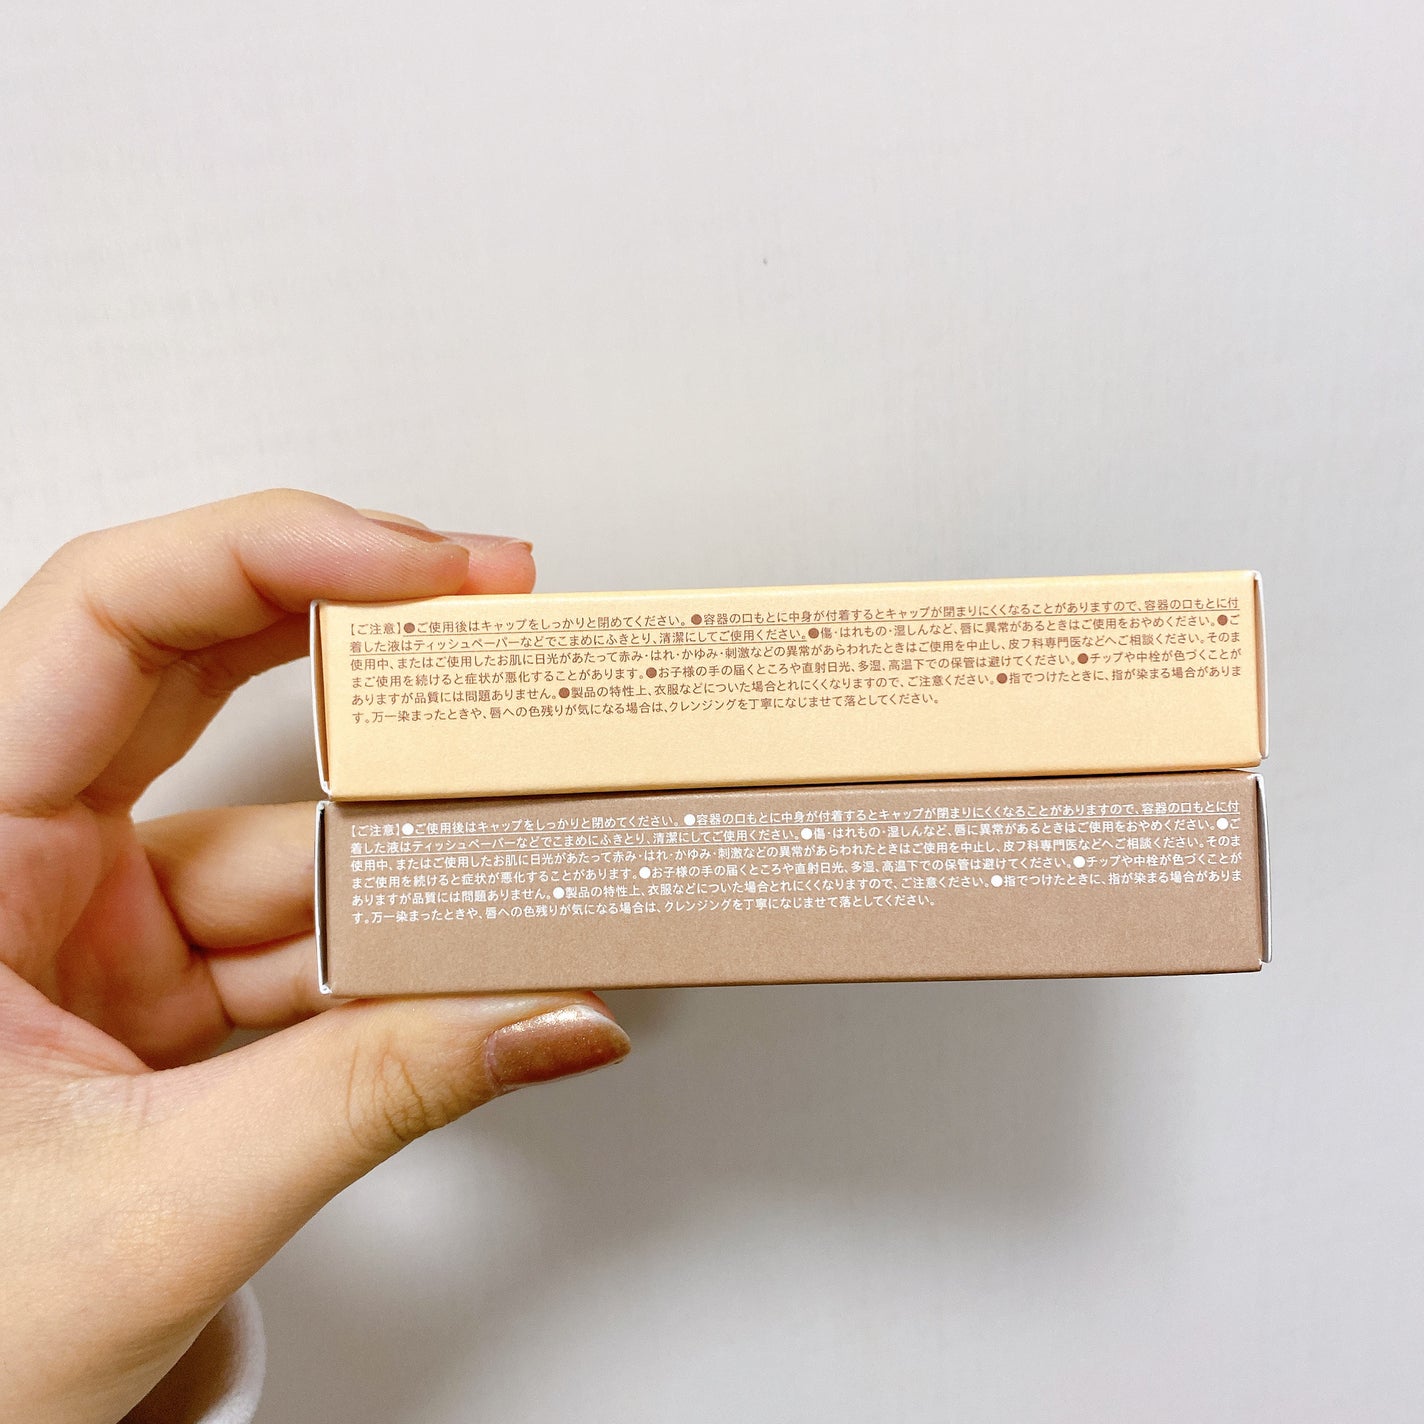 【ご注意】●ご使用後はキャップをしっかりと閉めてください。●容器の口もとに中身が付着するとキャップが閉まりにくくなることがありますので、容器の口もとに付
着した液はティッシュペーパーなどでこまめにふきとり、清潔にしてご使用ください。●傷・はれもの・湿しんなど、唇に異常があるときはご使用をおやめください。●ご
使用中、またはご使用したお肌に日光があたって赤み・はれ・かゆみ・刺激などの異常があらわれたときはご使用を中止し、皮フ科専門医などへご相談ください。そのま
まご使用を続けると症状が悪化することがあります。●お子様の手の届くところや直射日光、多湿、高温下での保管は避けてください。●チップや中栓が色づくことが
ありますが品質には問題ありません。●製品の特性上、衣服などについた場合とれにくくなりますので、ご注意ください。●指でつけたときに、指が染まる場合がありま
す。万一染まったときや、唇への色残りが気になる場合は、クレンジングを丁寧になじませて落としてください。
【ご注意】●ご使用後はキャップをしっかりと閉めてください。●容器の口もとに中身が付着するとキャップが閉まりにくくなることがありますので、容器の口もとに付
着した液はティッシュペーパーなどでこまめにふきとり、清潔にしてご使用ください。●傷・はれもの・湿しんなど、唇に異常があるときはご使用をおやめください。●ご
使用中、またはご使用したお肌に日光があたって赤み・はれ・かゆみ・刺激などの異常があらわれたときはご使用を中止し、皮フ科専門医などへご相談ください。そのま
まご使用を続けると症状が悪化することがあります。●お子様の手の届くところや直射日光、多湿、高温下での保管は避けてください。●チップや中栓が色づくことが
ありますが品質には問題ありません。●製品の特性上、衣服などについた場合とれにくくなりますので、ご注意ください。●指でつけたときに、指が染まる場合がありま
す。万一染まったときや、唇への色残りが気になる場合は、クレンジングを丁寧になじませて落としてください。